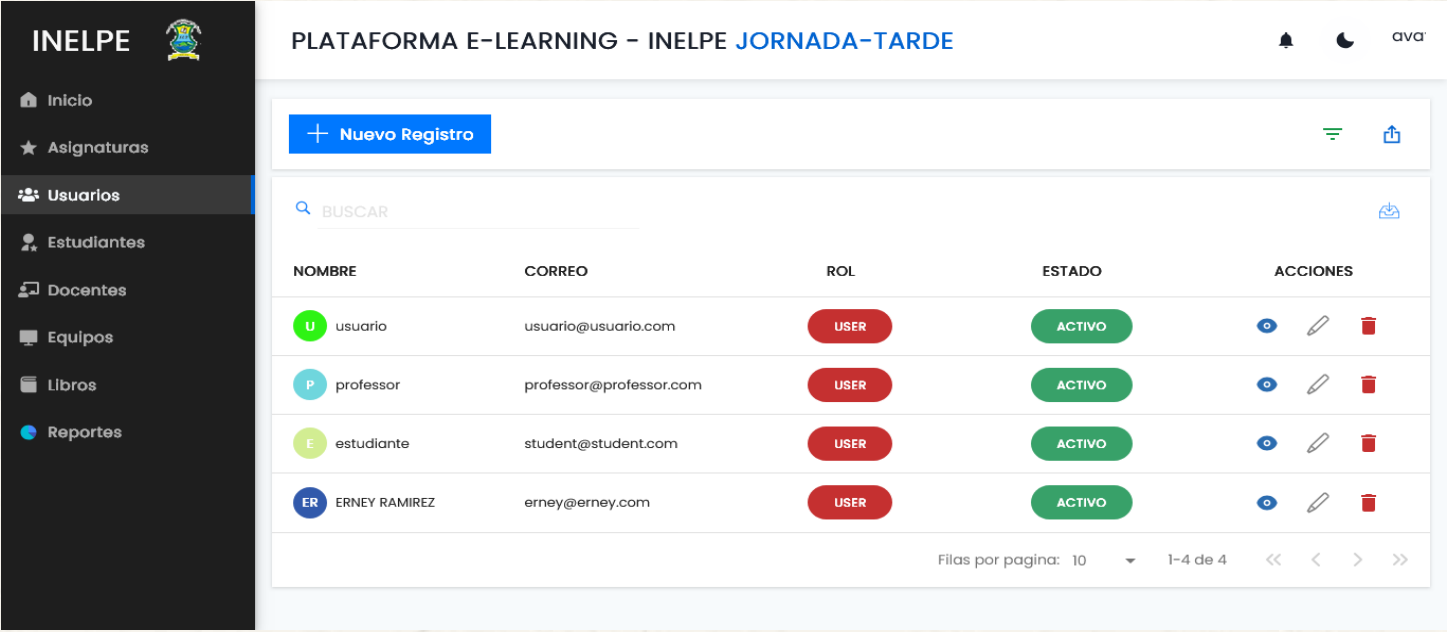 INELPE
Inicio
Asignaturas
Usuarios
Estudiantes
Docentes
Equipos
Libros
Reportes
PLATAFORMA E-LEARNING - INELPE JORNADA-TARDE
ava
Nuevo Registro
BUSCAR
NOMBRE CORREO ROL ESTADO ACCIONES
U usuario usuario@usuario.com USER ACTIVO
P professor professor@professor.com USER ACTIVO
E estudiante student@student.com USER ACTIVO
ER ERNEY RAMIREZ erney@erney.com USER ACTIVO
Filas por pagina: 10 1-4 de 4